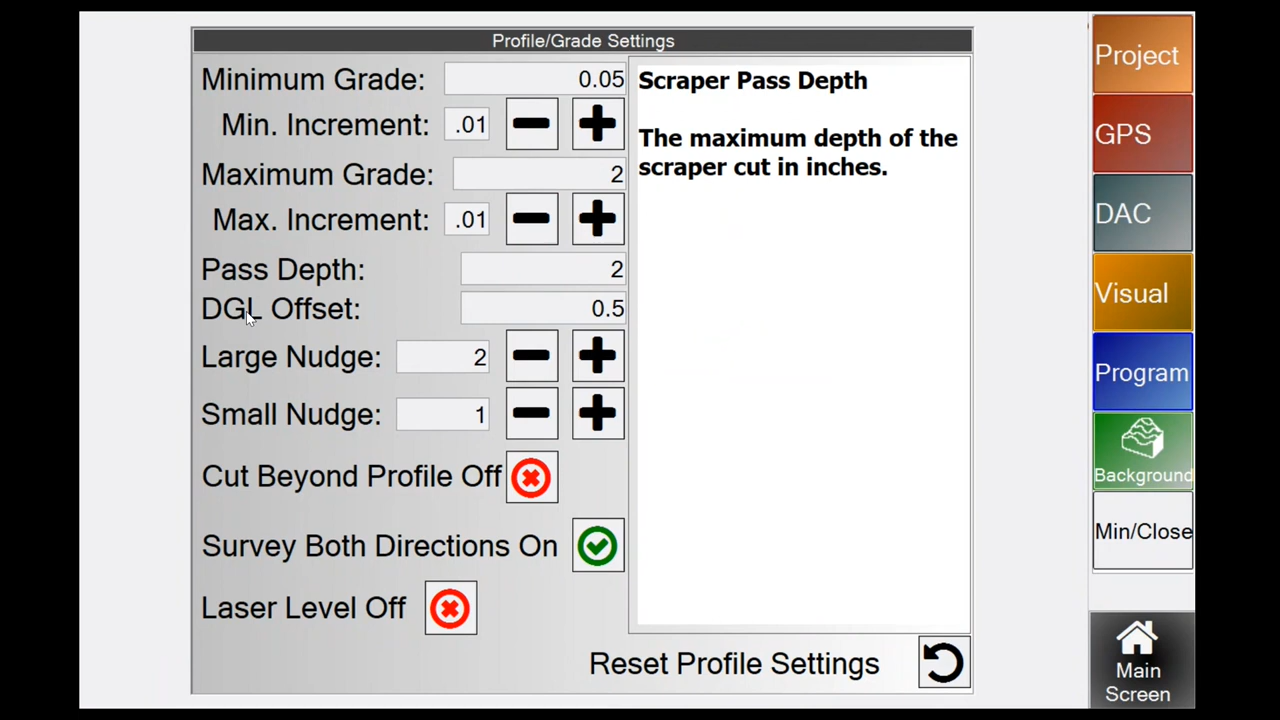 Profile/Grade Settings
Minimum Grade: 0.05
Min. Increment: .01
Maximum Grade: 2
Max. Increment: .01
Pass Depth: 2
DGL Offset: 0.5
Large Nudge: 2
Small Nudge: 1
Cut Beyond Profile Off
Survey Both Directions On
Laser Level Off
Scraper Pass Depth
The maximum depth of the
scraper cut in inches.
Reset Profile Settings
Project
GPS
DAC
Visual
Program
Background
Min/Close
Main
Screen